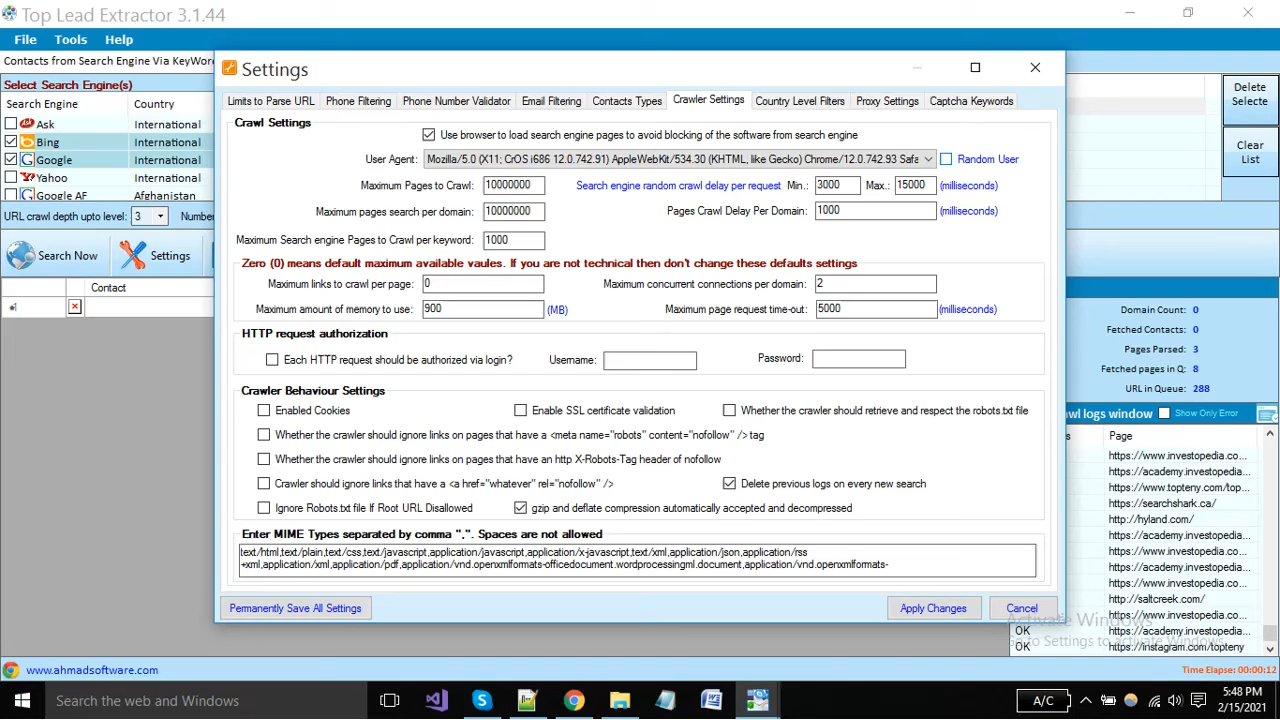 Top Lead Extractor 3.1.44
File Tools Help
Contacts from Search Engine Via KeyWor
Select Search Engine(s)
Search Engine Country
Ask International
Bing International
Google International
Yahoo International
Google AF Afghanistan
URL crawl depth upto level: 3 Number
Search Now Settings
Contact
Delete
Selecte
Clear
List
Settings
Limits to Parse URL Phone Filtering Phone Number Validator Email Filtering Contacts Types Crawler Settings Country Level Filters Proxy Settings Captcha Keywords
Crawl Settings
Use browser to load search engine pages to avoid blocking of the software from search engine
User Agent: Mozilla/5.0 (X11; CrOS i686 12.0.742.91) AppleWebKit/534.30 (KHTML, like Gecko) Chrome/12.0.742.93 Safa Random User
Maximum Pages to Crawl: 10000000 Search engine random crawl delay per request Min.: 3000 Max.: 15000 (milliseconds)
Maximum pages search per domain: 10000000 Pages Crawl Delay Per Domain: 1000 (milliseconds)
Maximum Search engine Pages to Crawl per keyword: 1000
Zero (0) means default maximum available vaules. If you are not technical then don't change these defaults settings
Maximum links to crawl per page: 0 Maximum concurrent connections per domain: 2
Maximum amount of memory to use: 900 (MB) Maximum page request time-out: 5000 (milliseconds)
HTTP request authorization
Each HTTP request should be authorized via login? Username: Password:
Crawler Behaviour Settings
Enabled Cookies Enable SSL certificate validation Whether the crawler should retrieve and respect the robots.txt file
Whether the crawler should ignore links on pages that have a <meta name="robots" content="nofollow" /> tag
Whether the crawler should ignore links on pages that have an http X-Robots-Tag header of nofollow
Crawler should ignore links that have a <a href="whatever" rel="nofollow" /> Delete previous logs on every new search
Ignore Robots.txt file If Root URL Disallowed gzip and deflate compression automatically accepted and decompressed
Enter MIME Types separated by comma ",". Spaces are not allowed
text/html,text/plain,text/css,text/javascript,application/javascript,application/x-javascript,text/xml,application/json,application/rss
+xml,application/xml,application/pdf,application/vnd.openxmlformats-officedocument.wordprocessingml.document,application/vnd.openxmlformats-
Permanently Save All Settings Apply Changes Cancel
Domain Count: 0
Fetched Contacts: 0
Pages Parsed: 3
Fetched pages in Q: 8
URL in Queue: 288
wl logs window Show Only Error
s Page
https://www.investopedia.co...
https://academy.investoped...
https://www.topteny.com/top...
https://searchshark.ca/
http://hyland.com/
https://www.investopedia.co...
https://www.investopedia.co...
https://www.investopedia.co...
https://www.investopedia.co...
http://saltcreek.com/
https://www.investopedia.co...
OK https://academy.investopedia...
OK https://instagram.com/topteny
Activate Windows
Go to Settings to activate Windows.
www.ahmadsoftware.com Time Elapse: 00:00:12
Search the web and Windows A/C 5:48 PM
2/15/2021